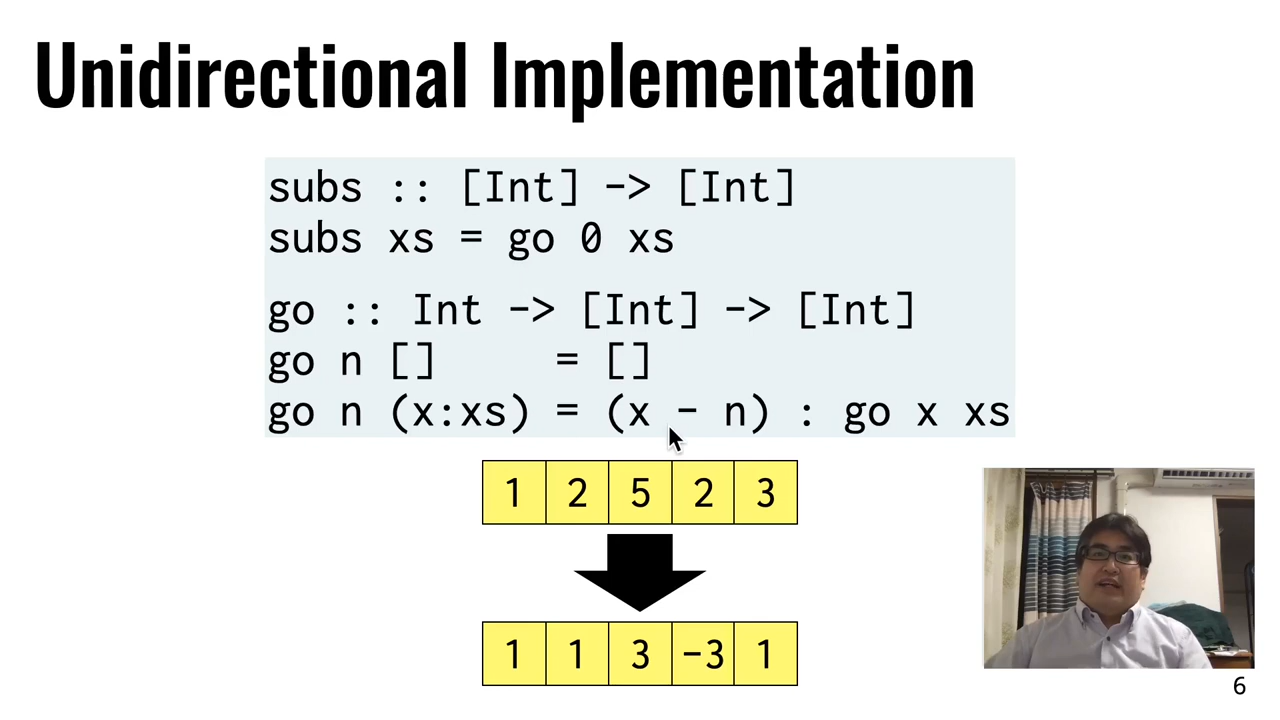 Unidirectional Implementation
subs :: [Int] -> [Int]
subs xs = go 0 xs
go :: Int -> [Int] -> [Int]
go n [] = []
go n (x:xs) = (x - n) : go x xs
1 2 5 2 3
1 1 3 -3 1
6